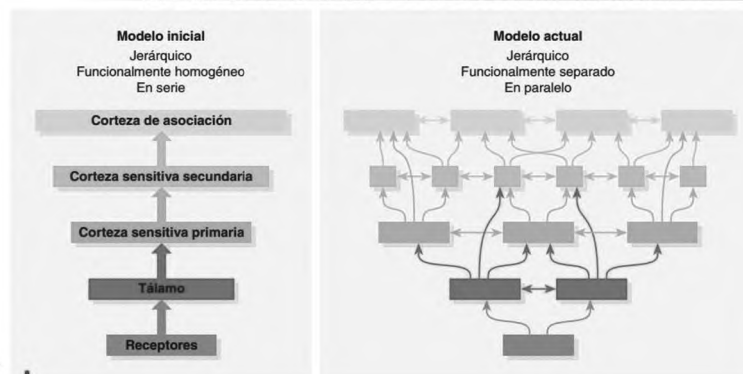 Modelo inicial
Jerárquico
Funcionalmente homogéneo
En serie
Corteza de asociación
Corteza sensitiva secundaria
Corteza sensitiva primaria
Tálamo
Receptores
Modelo actual
Jerárquico
Funcionalmente separado
En paralelo